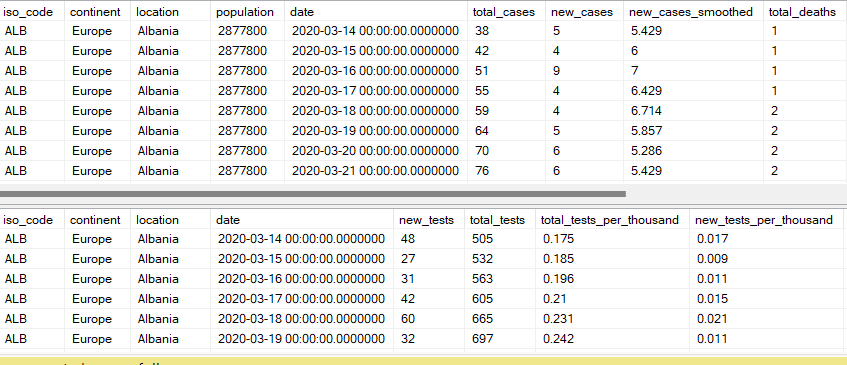 iso_code continent location population date total_cases new_cases new_cases_smoothed total_deaths
ALB Europe Albania 2877800 2020-03-14 00:00:00.0000000 38 5 5.429 1
ALB Europe Albania 2877800 2020-03-15 00:00:00.0000000 42 4 6 1
ALB Europe Albania 2877800 2020-03-16 00:00:00.0000000 51 9 7 1
ALB Europe Albania 2877800 2020-03-17 00:00:00.0000000 55 4 6.429 1
ALB Europe Albania 2877800 2020-03-18 00:00:00.0000000 59 4 6.714 2
ALB Europe Albania 2877800 2020-03-19 00:00:00.0000000 64 5 5.857 2
ALB Europe Albania 2877800 2020-03-20 00:00:00.0000000 70 6 5.286 2
ALB Europe Albania 2877800 2020-03-21 00:00:00.0000000 76 6 5.429 2
iso_code continent location date new_tests total_tests total_tests_per_thousand new_tests_per_thousand
ALB Europe Albania 2020-03-14 00:00:00.0000000 48 505 0.175 0.017
ALB Europe Albania 2020-03-15 00:00:00.0000000 27 532 0.185 0.009
ALB Europe Albania 2020-03-16 00:00:00.0000000 31 563 0.196 0.011
ALB Europe Albania 2020-03-17 00:00:00.0000000 42 605 0.21 0.015
ALB Europe Albania 2020-03-18 00:00:00.0000000 60 665 0.231 0.021
ALB Europe Albania 2020-03-19 00:00:00.0000000 32 697 0.242 0.011